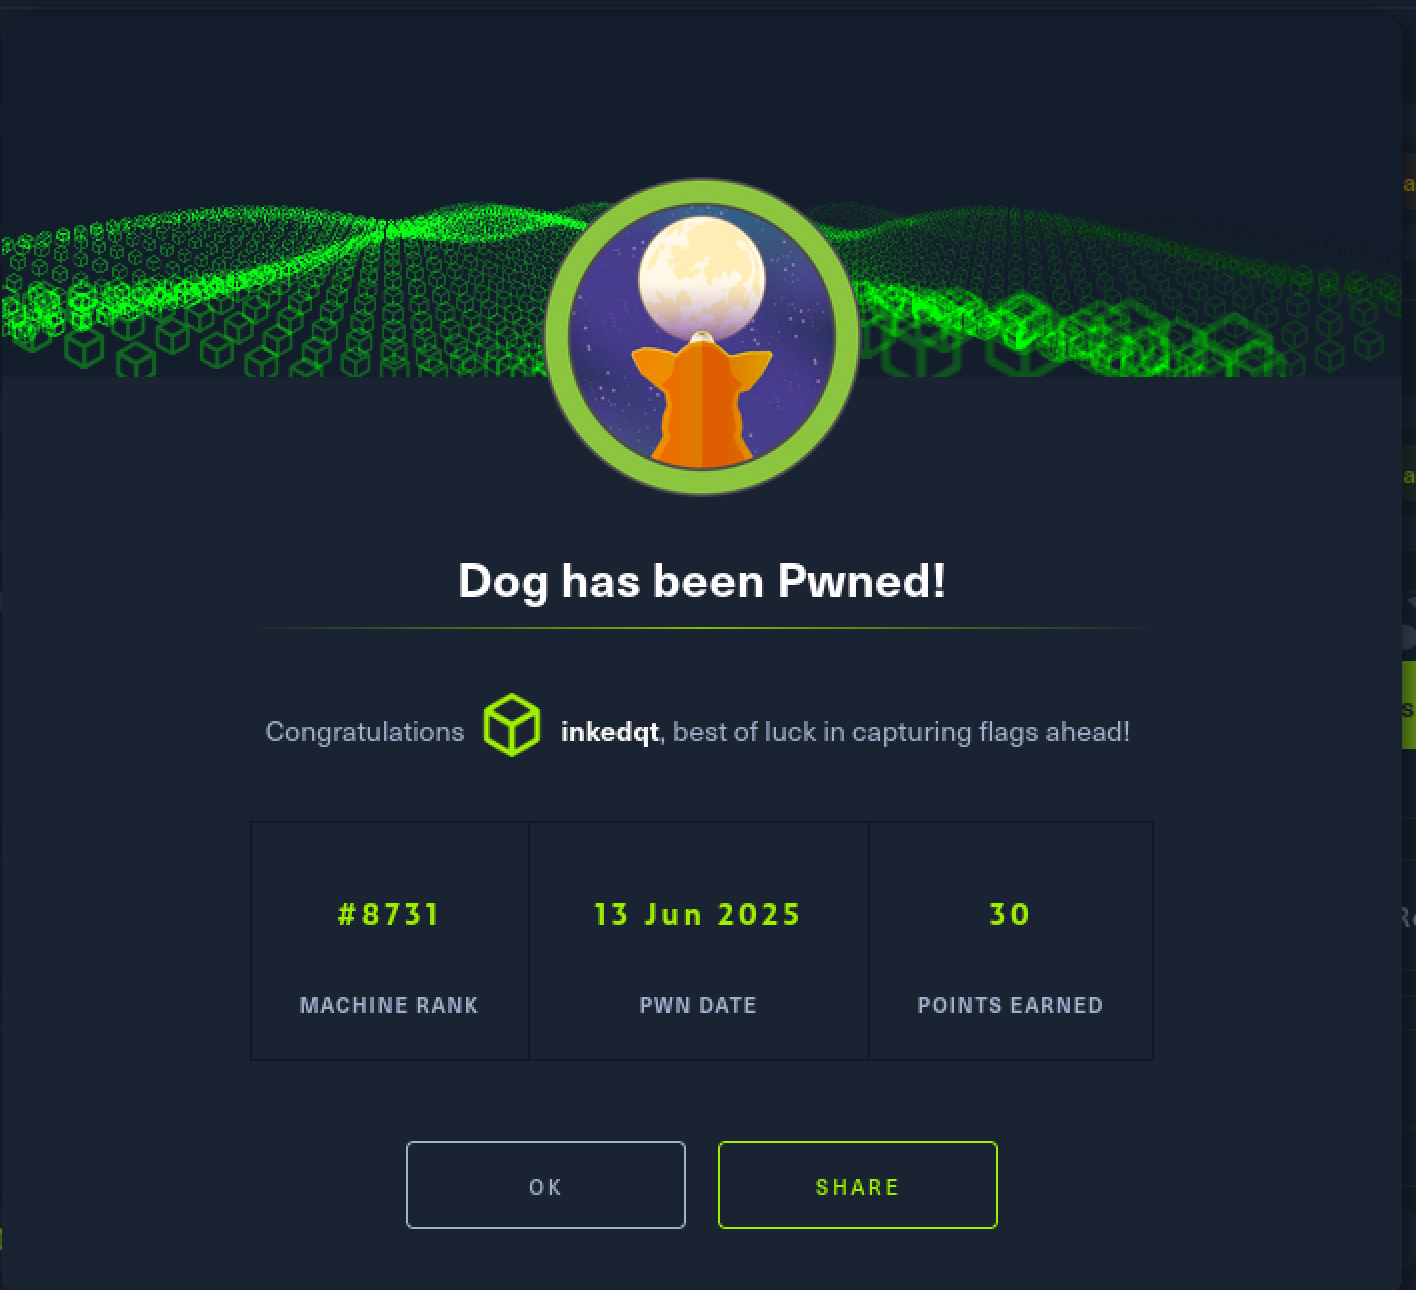 Dog has been Pwned!
Congratulations inkedqt, best of luck in capturing flags ahead!
#8731 13 Jun 2025 30
MACHINE RANK PWN DATE POINTS EARNED
OK SHARE